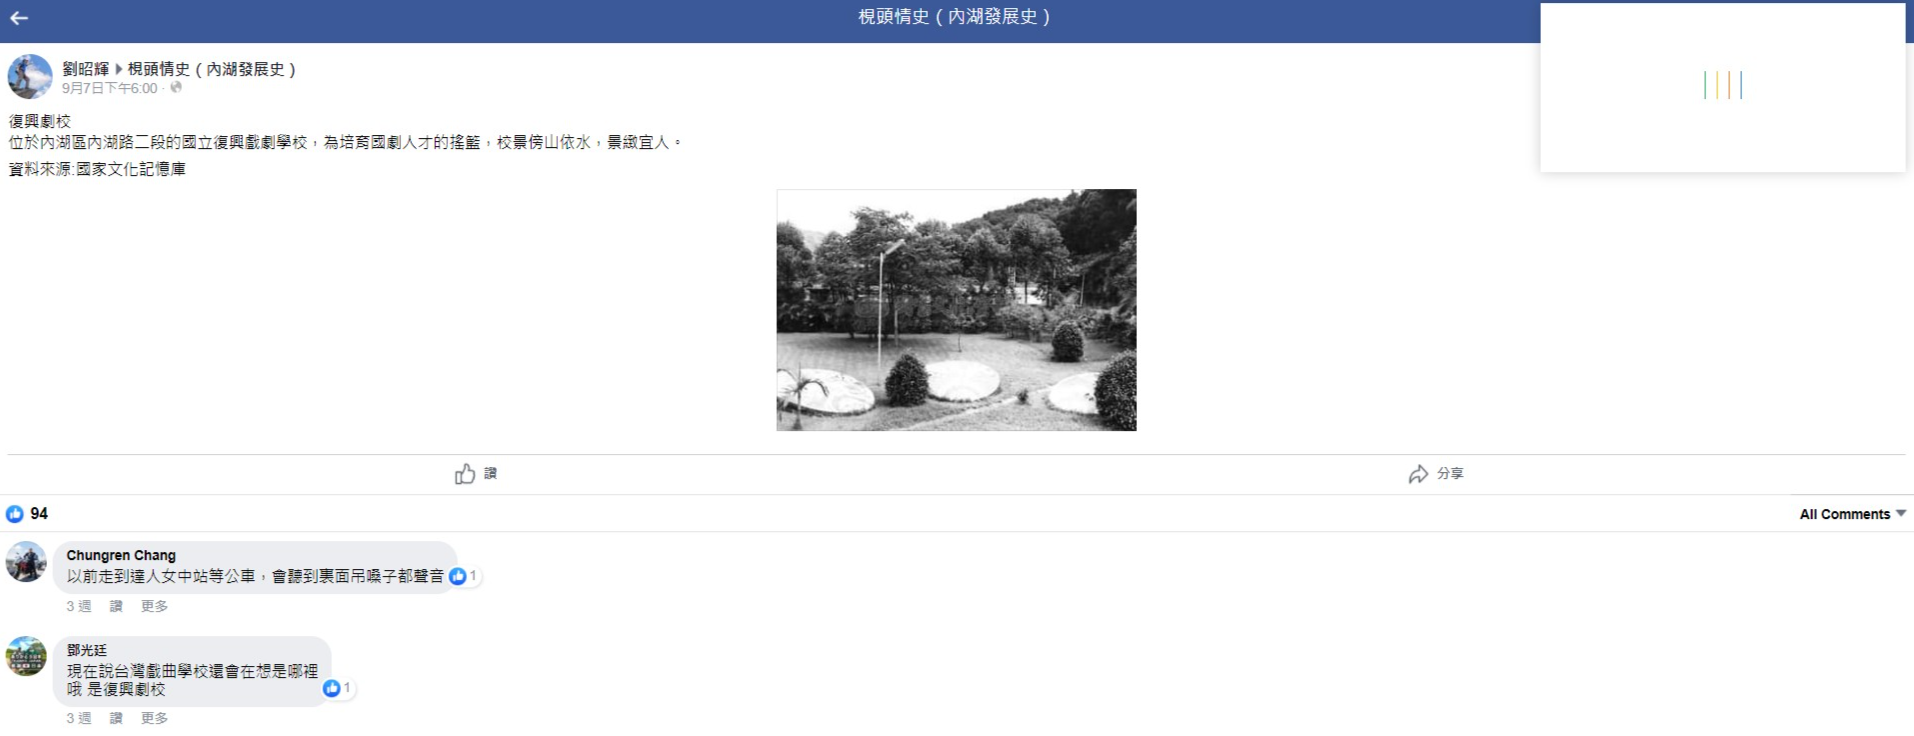 梘頭情史 ( 內湖發展史 )
劉昭輝 ▶ 梘頭情史 ( 內湖發展史 )
9月7日下午6:00 ·
復興劇校
位於內湖區內湖路二段的國立復興戲劇學校，為培育國劇人才的搖籃，校景傍山依水，景緻宜人。
資料來源:國家文化記憶庫
讚
分享
94
All Comments
Chungren Chang
以前走到達人女中站等公車，會聽到裏面吊嗓子都聲音
1
3 週 讚 更多
鄧光廷
現在說台灣戲曲學校還會在想是哪裡
哦 是復興劇校
1
3 週 讚 更多